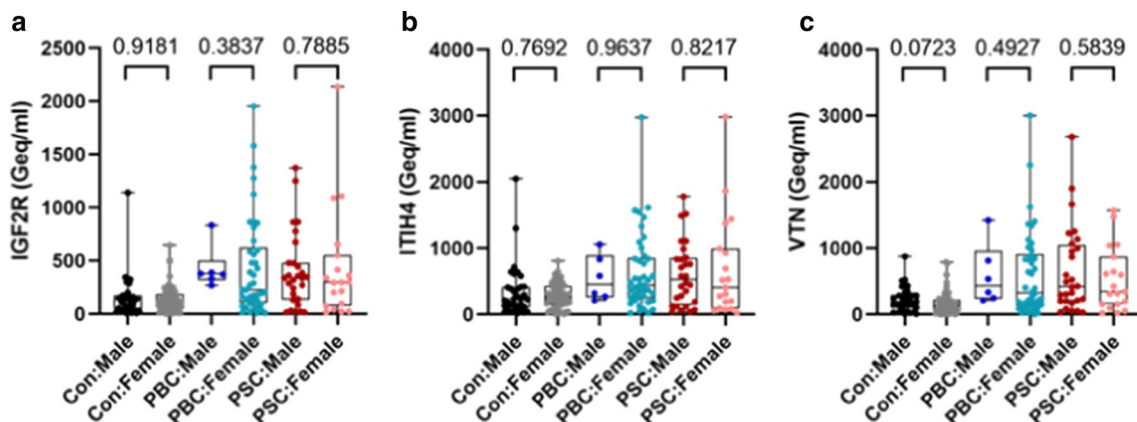 a
0.9181 0.3837 0.7885
IGF2R (Geq/ml)
2500
2000
1500
1000
500
0
Con:Male
Con:Female
PBC:Male
PBC:Female
PSC:Male
PSC:Female
b
0.7692 0.9637 0.8217
ITIH4 (Geq/ml)
4000
3000
2000
1000
0
Con:Male
Con:Female
PBC:Male
PBC:Female
PSC:Male
PSC:Female
c
0.0723 0.4927 0.5839
VTN (Geq/ml)
4000
3000
2000
1000
0
Con:Male
Con:Female
PBC:Male
PBC:Female
PSC:Male
PSC:Female